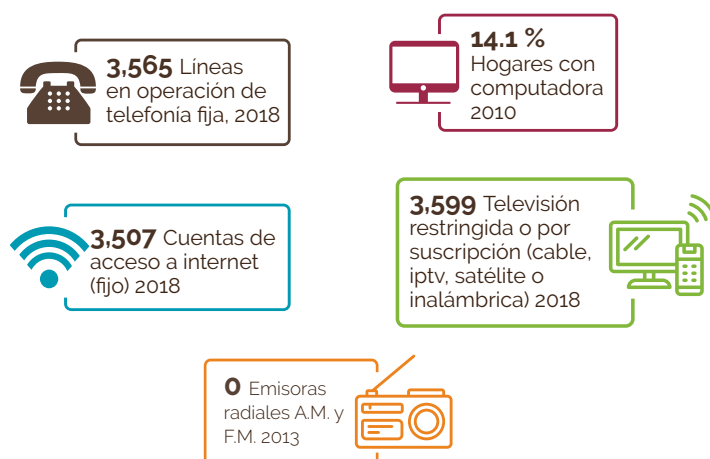 3,565 Líneas
en operación de
telefonía fija, 2018
14.1 %
Hogares con
computadora
2010
3,507 Cuentas de
acceso a internet
(fijo) 2018
3,599 Televisión
restringida o por
suscripción (cable,
iptv, satélite o
inalámbrica) 2018
0 Emisoras
radiales A.M. y
F.M. 2013